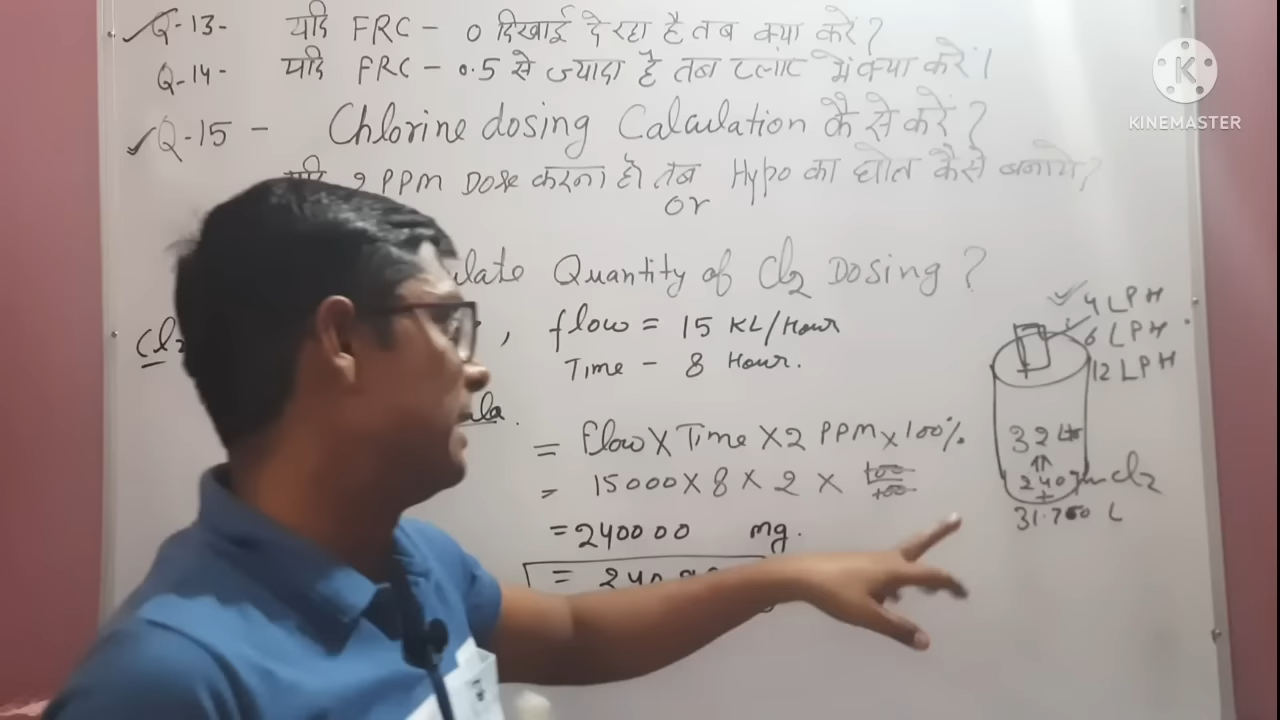 Q-13- यदि FRC - 0 दिखाई दे रहा है तब क्या करें?
Q-14- यदि FRC - 0.5 से ज्यादा है तब प्लांट में क्या करें।
Q-15 - Chlorine dosing Calculation कैसे करें?
PPM Dose करना हो तब Hypo का घोल कैसे बनाये?
or
Quantity of Cl2 Dosing?
, flow = 15 KL/Hour
Time - 8 Hour.
= flow X Time X 2 PPM X 100%
= 15000 X 8 X 2 X 100/100
= 240000 mg.
KINEMASTER
4 LPH
6 LPH
12 LPH
32 Ltr
240 gm Cl2
+
31.760 L